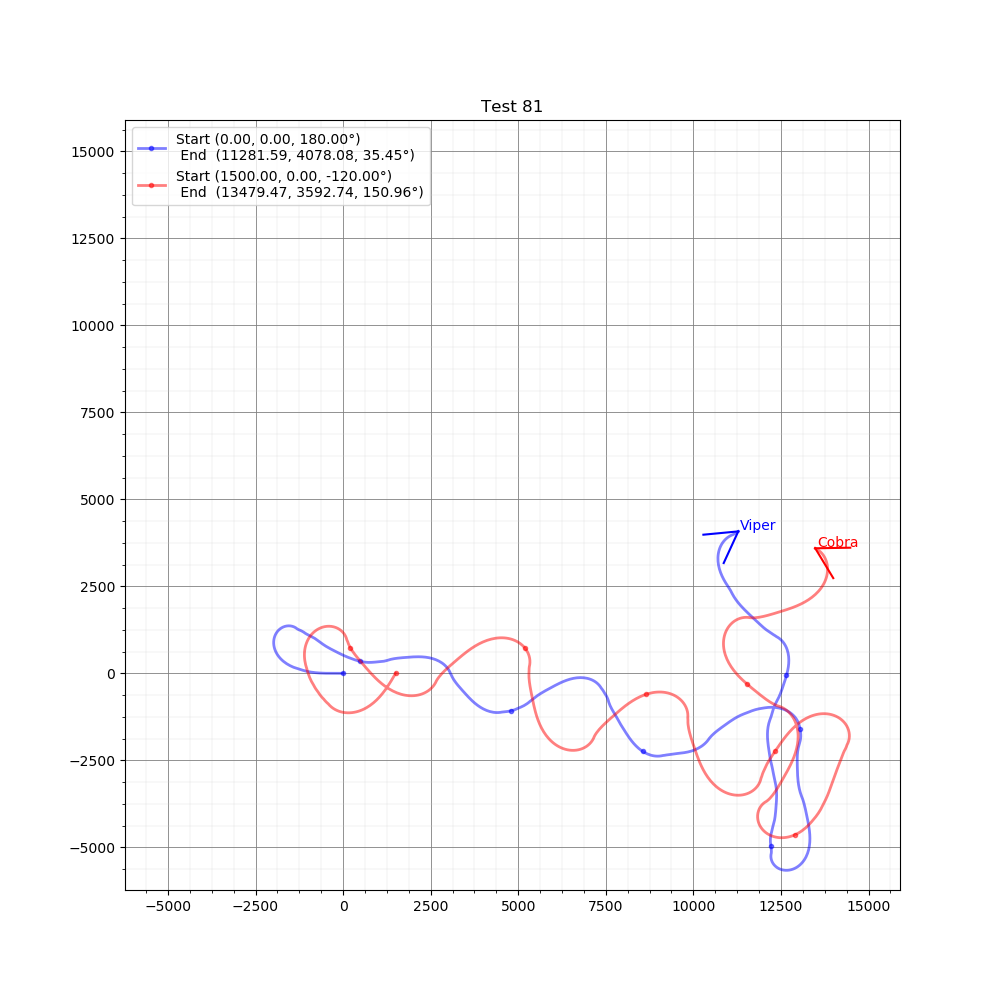 Test 81
Start (0.00, 0.00, 180.00°)
End (11281.59, 4078.08, 35.45°)
Start (1500.00, 0.00, -120.00°)
End (13479.47, 3592.74, 150.96°)
15000
12500
10000
7500
5000
2500
0
−2500
−5000
Viper
Cobra
−5000 −2500 0 2500 5000 7500 10000 12500 15000